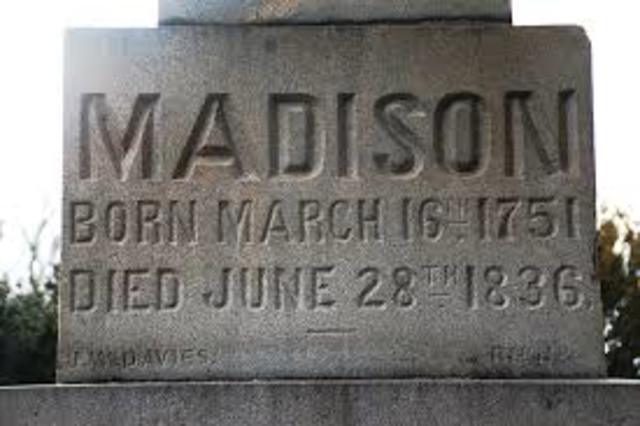 MADISON
BORN MARCH 16TH 1751
DIED JUNE 28TH 1836.
J.W. DAVIES.